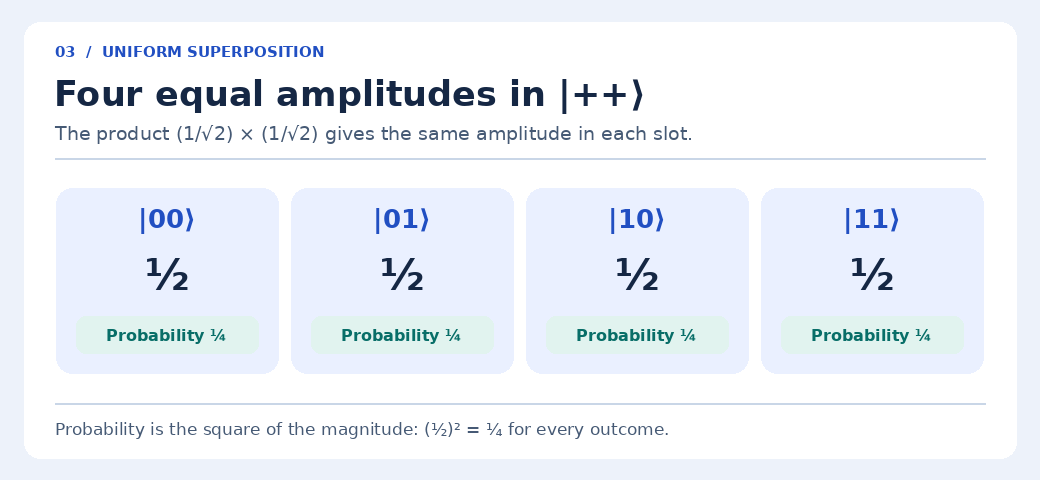 03 / UNIFORM SUPERPOSITION
Four equal amplitudes in |++⟩
The product (1/√2) × (1/√2) gives the same amplitude in each slot.
|00⟩
½
Probability ¼
|01⟩
½
Probability ¼
|10⟩
½
Probability ¼
|11⟩
½
Probability ¼
Probability is the square of the magnitude: (½)² = ¼ for every outcome.